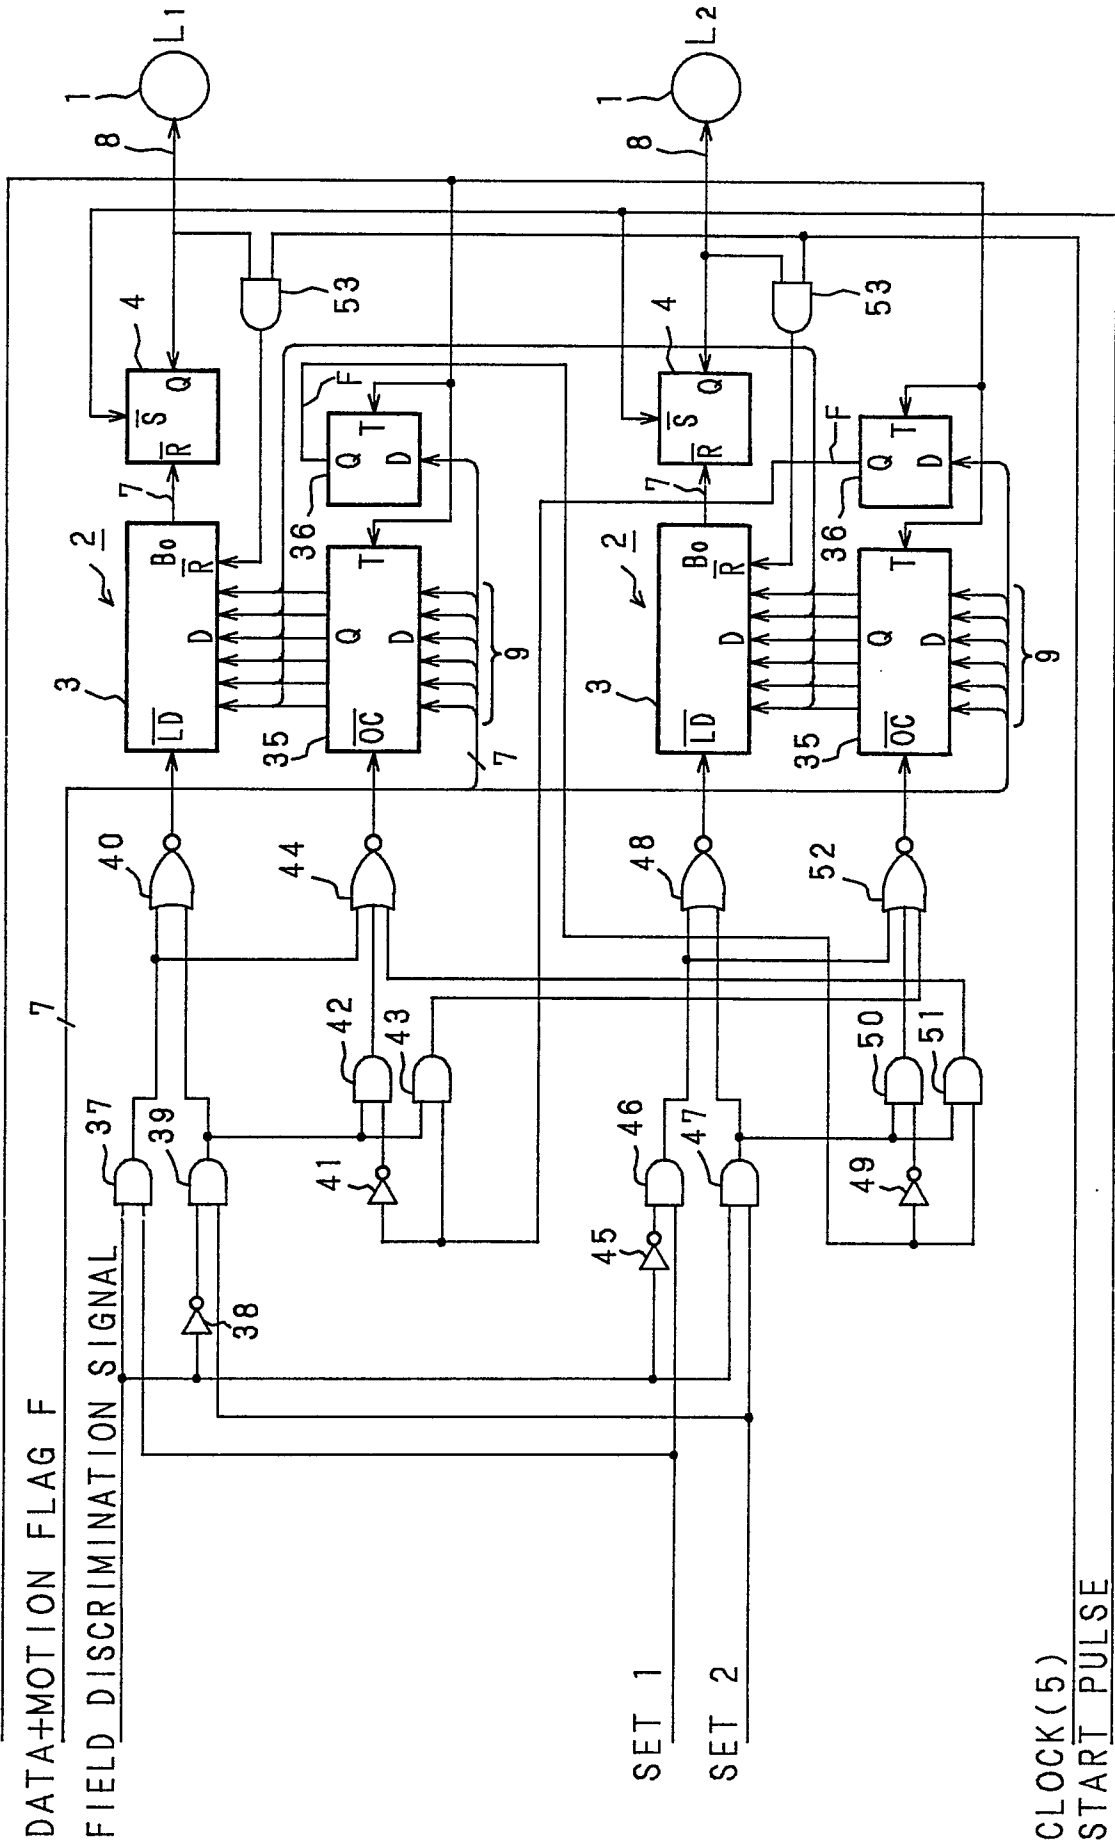 DATA+MOTION FLAG F
7
FIELD DISCRIMINATION SIGNAL
SET 1
SET 2
CLOCK(5)
START PULSE
37
39
38
40
41
42
43
44
3
2
LD
D
B0
R
7
4
S
R
Q
8
1
L1
53
35
OC
Q
D
T
9
7
36
Q
T
D
F
45
46
47
48
49
50
51
52
3
2
LD
D
B0
R
7
4
S
R
Q
8
1
L2
53
35
OC
Q
D
T
9
36
Q
T
D
F